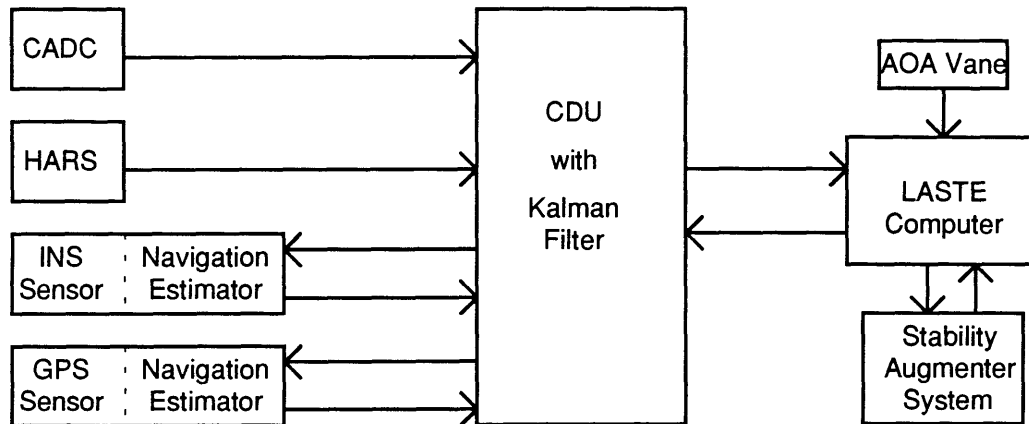 CADC
HARS
INS
Sensor
Navigation
Estimator
GPS
Sensor
Navigation
Estimator
CDU
with
Kalman
Filter
AOA Vane
LASTE
Computer
Stability
Augmenter
System